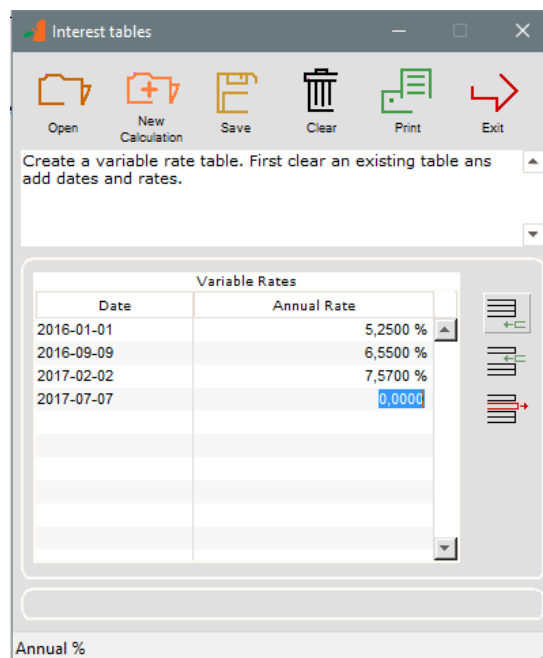 Interest tables
Open
New
Calculation
Save
Clear
Print
Exit
Create a variable rate table. First clear an existing table ans
add dates and rates.
Variable Rates
Date Annual Rate
2016-01-01 5,2500 %
2016-09-09 6,5500 %
2017-02-02 7,5700 %
2017-07-07 0,0000
Annual %